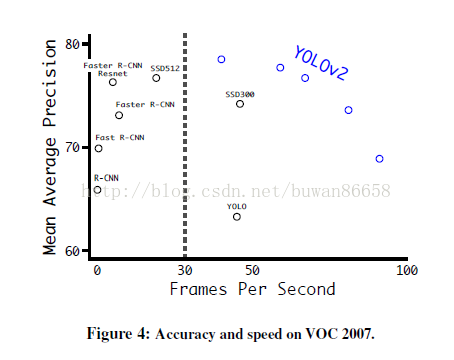 80
70
60
Mean Average Precision
Faster R-CNN
Resnet
SSD512
Faster R-CNN
Fast R-CNN
R-CNN
YOLOv2
SSD300
YOLO
http://blog.csdn.net/buwan86658
0 30 50 100
Frames Per Second
Figure 4: Accuracy and speed on VOC 2007.